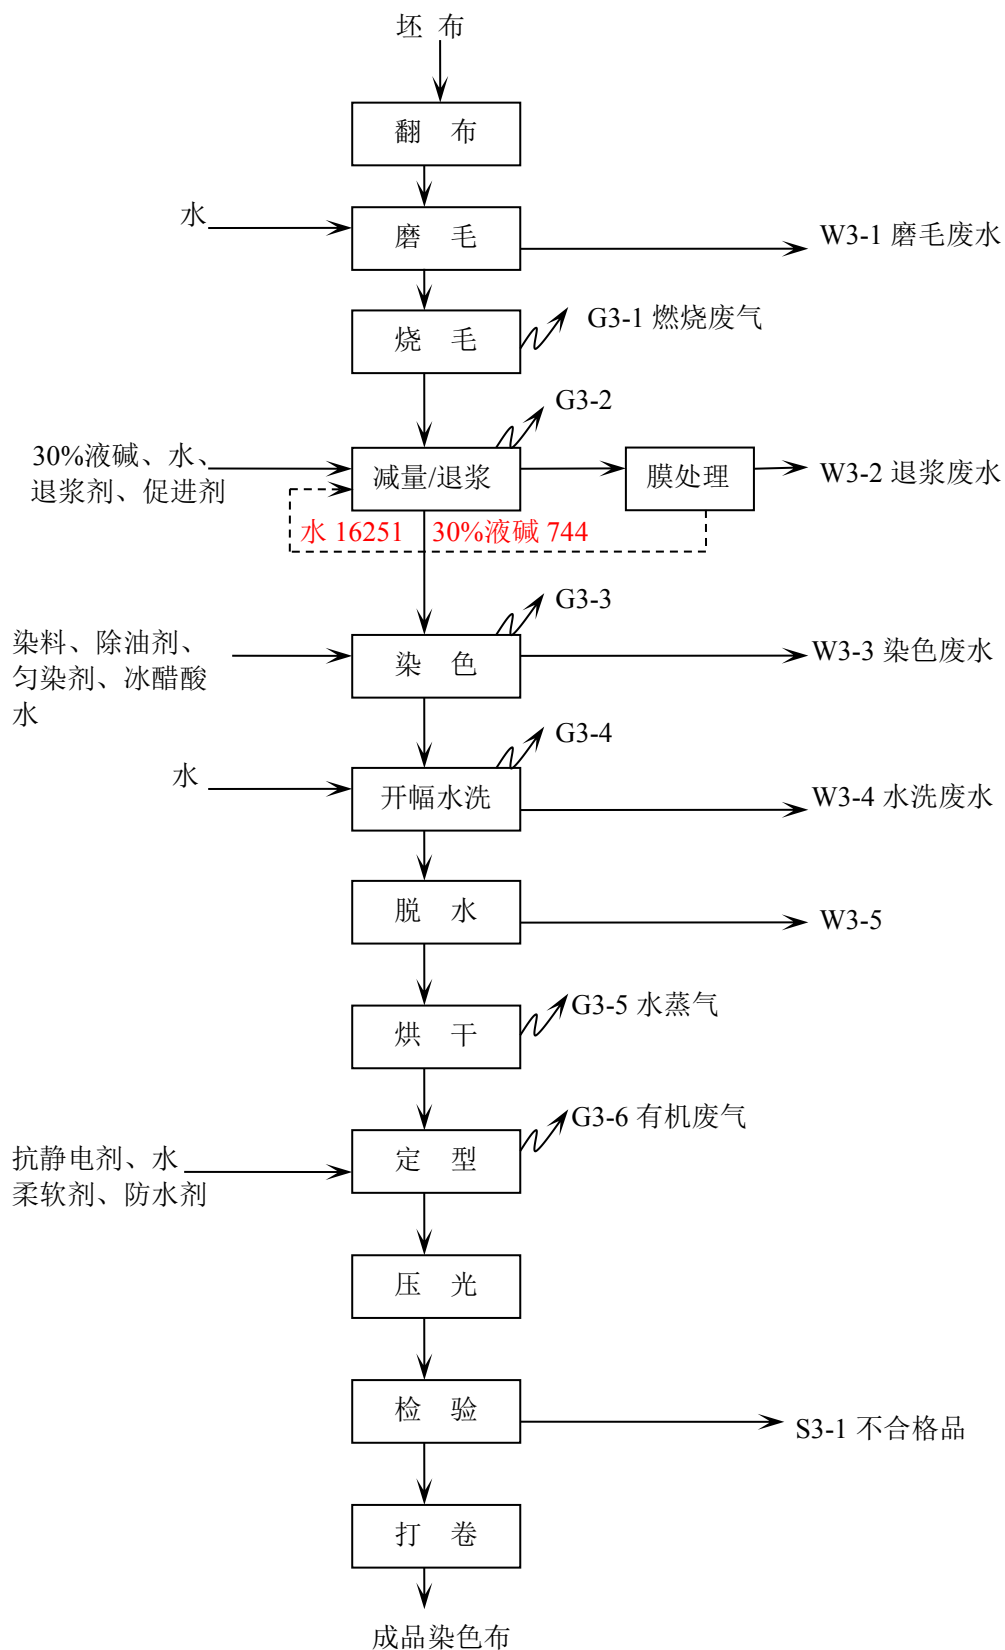 坯 布
翻 布
水
磨 毛
W3-1 磨毛废水
烧 毛
G3-1 燃烧废气
G3-2
30%液碱、水、
退浆剂、促进剂
减量/退浆
膜处理
W3-2 退浆废水
水 16251
30%液碱 744
G3-3
染料、除油剂、
匀染剂、冰醋酸
水
染 色
W3-3 染色废水
G3-4
水
开幅水洗
W3-4 水洗废水
脱 水
W3-5
烘 干
G3-5 水蒸气
G3-6 有机废气
抗静电剂、水
柔软剂、防水剂
定 型
压 光
检 验
S3-1 不合格品
打 卷
成品染色布